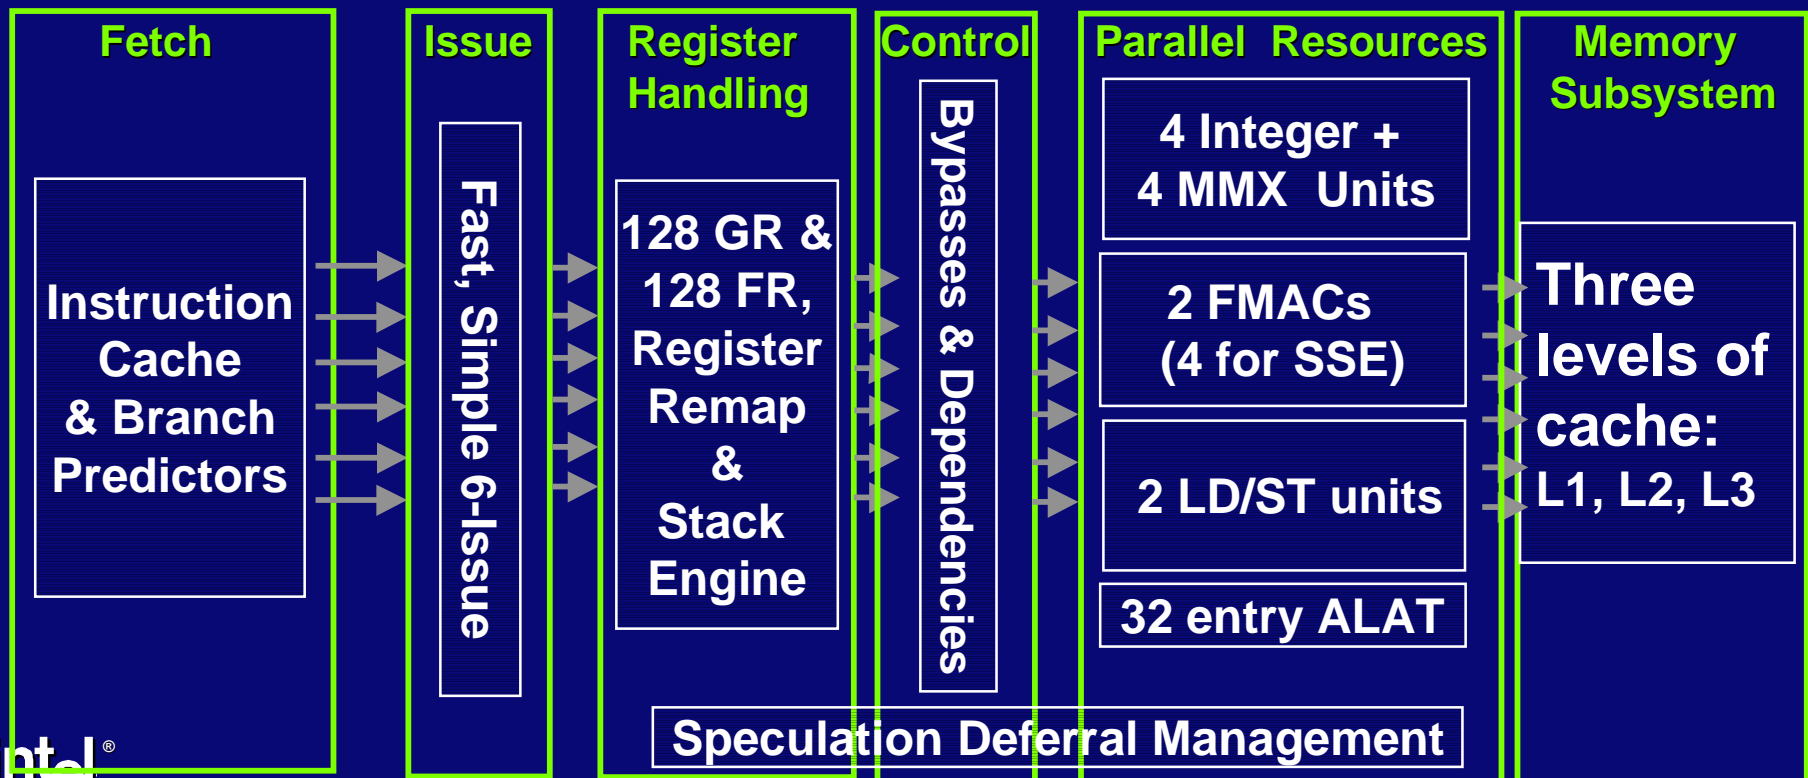 Fetch
Instruction
Cache
& Branch
Predictors
Issue
Fast, Simple 6-Issue
Register
Handling
128 GR &
128 FR,
Register
Remap
&
Stack
Engine
Control
Bypasses & Dependencies
Parallel Resources
4 Integer +
4 MMX Units
2 FMACs
(4 for SSE)
2 LD/ST units
32 entry ALAT
Speculation Deferral Management
Memory
Subsystem
Three
levels of
cache:
L1, L2, L3
intel®